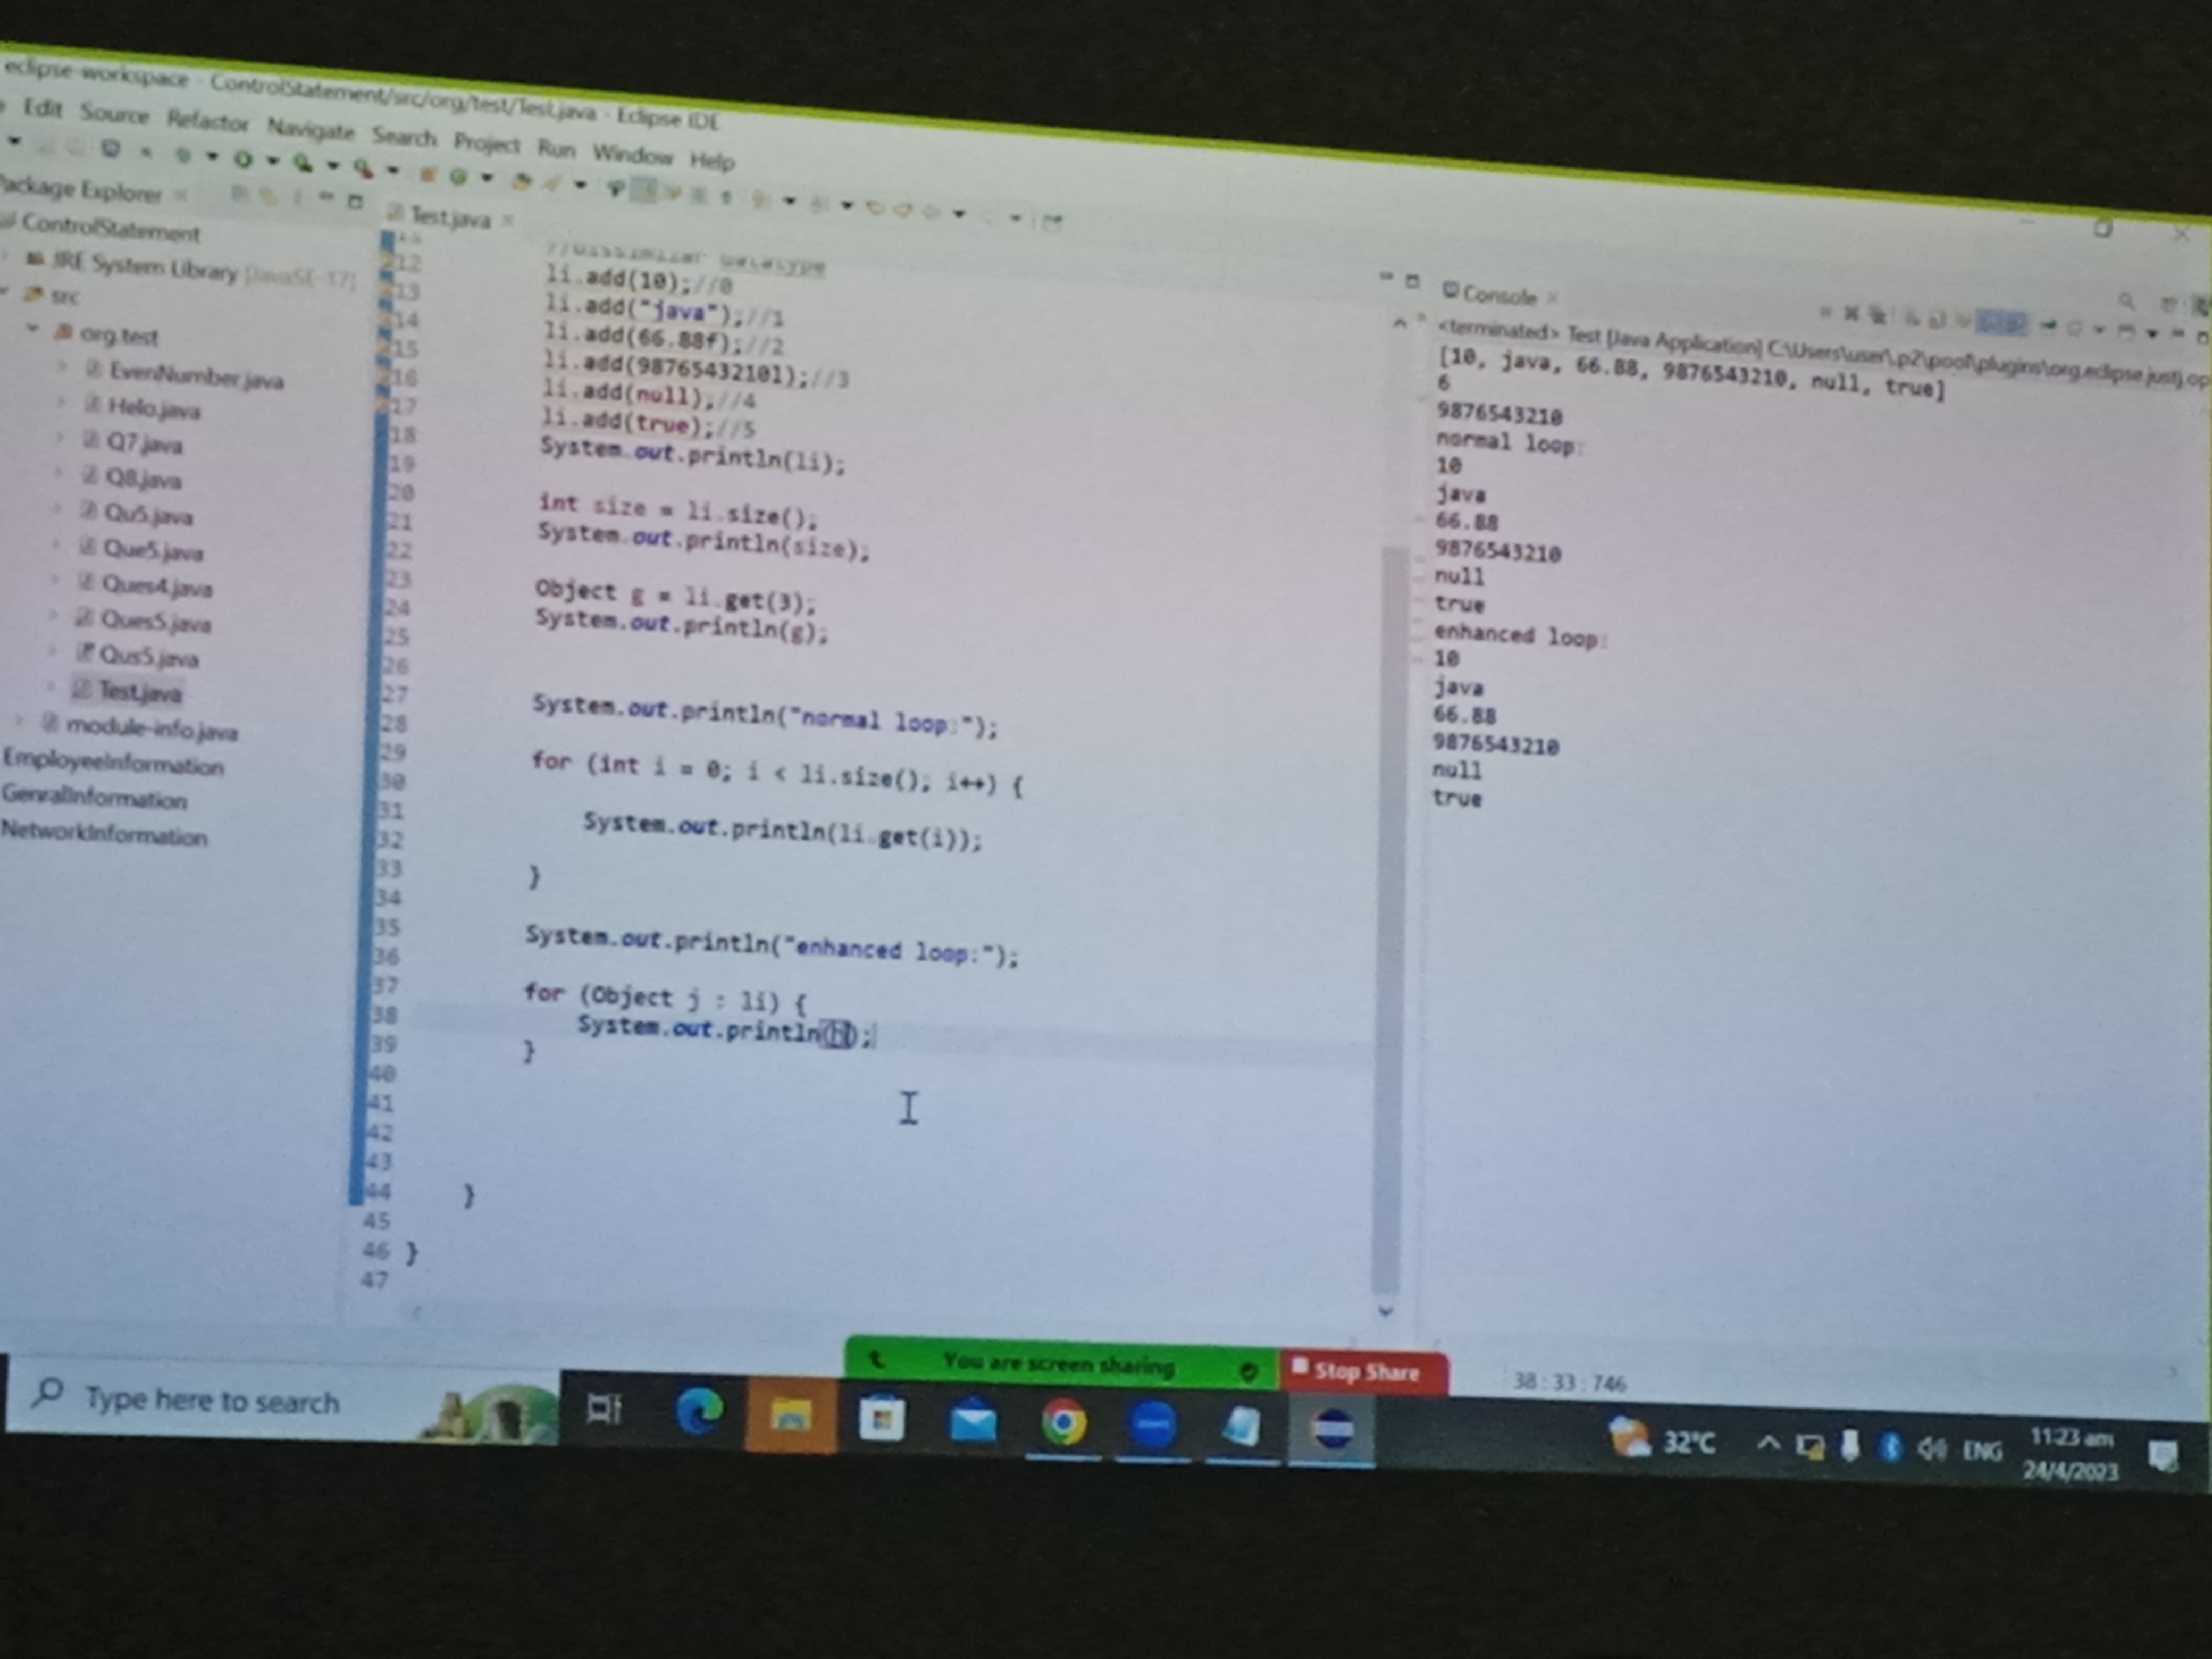 eclipse-workspace - ControlStatement/src/org/test/Test.java - Eclipse IDE
Edit Source Refactor Navigate Search Project Run Window Help
Package Explorer
Test.java
ControlStatement
JRE System Library [JavaSE-17]
src
org.test
EvenNumber.java
Helo.java
Q7.java
Q8.java
Qu5.java
Que5.java
Ques4.java
Ques5.java
Qus5.java
Test.java
module-info.java
EmployeeInformation
GenralInformation
NetworkInformation
//Dissimilar datatype
12 li.add(10);//0
13 li.add("java");//1
14 li.add(66.88f);//2
15 li.add(9876543210l);//3
16 li.add(null);//4
17 li.add(true);//5
18 System.out.println(li);
19
20 int size = li.size();
21 System.out.println(size);
22
23 Object g = li.get(3);
24 System.out.println(g);
25
26
27 System.out.println("normal loop:");
28
29 for (int i = 0; i < li.size(); i++) {
30
31 System.out.println(li.get(i));
32
33 }
34
35 System.out.println("enhanced loop:");
36
37 for (Object j : li) {
38 System.out.println();
39 }
40
41
42
43
44 }
45
46 }
47
Console
<terminated> Test [Java Application] C:\Users\user\.p2\pool\plugins\org.eclipse.justj.op
[10, java, 66.88, 9876543210, null, true]
6
9876543210
normal loop:
10
java
66.88
9876543210
null
true
enhanced loop:
10
java
66.88
9876543210
null
true
You are screen sharing
Stop Share
38 : 33 : 746
Type here to search
32°C
ENG
11:23 am
24/4/2023